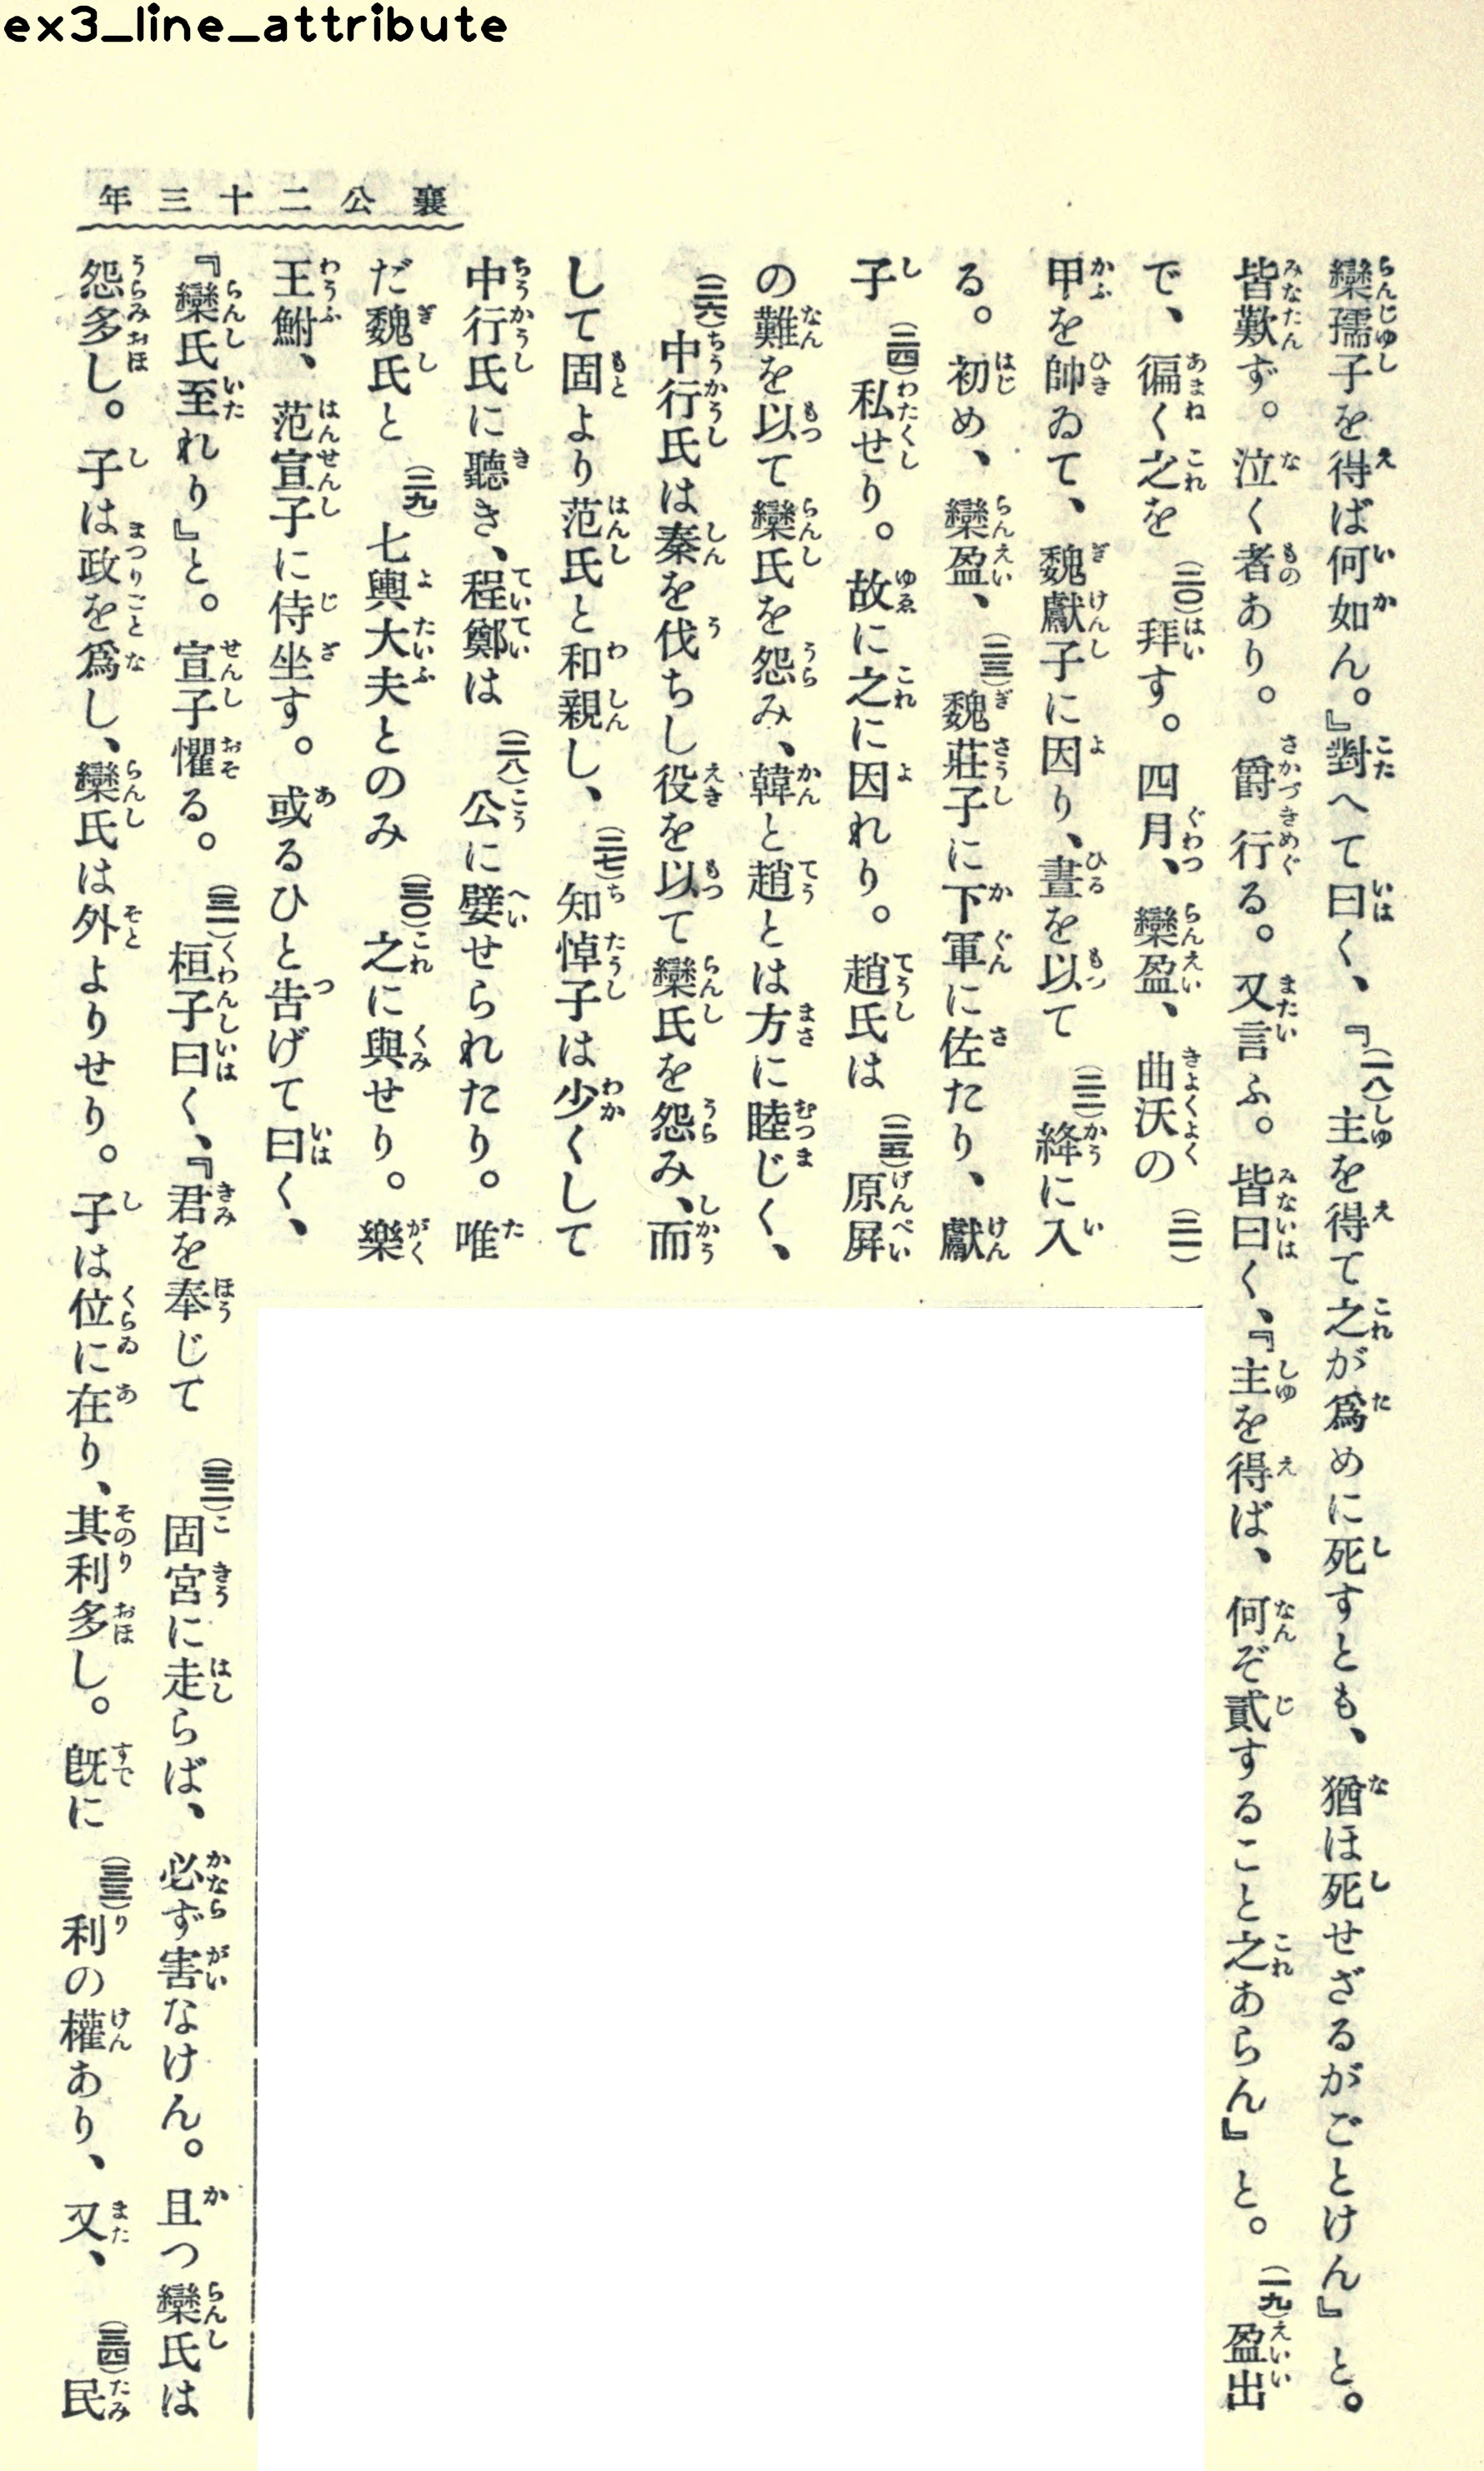 ex3_line_attribute
襄公二十三年
欒孺子を得ば何如ん。』對へて曰く、『(一八)主を得て之が爲めに死すとも、猶ほ死せざるがごとけん』と。
皆歎ず。泣く者あり。爵行る。又言ふ。皆曰く、『主を得ば、何ぞ貳すること之あらん』と。(一九)盈出
で、徧く之を(二〇)拜す。四月、欒盈、曲沃の(二一)
甲を帥ゐて、魏獻子に因り、晝を以て(二二)絳に入
る。初め、欒盈、(二三)魏莊子に下軍に佐たり、獻
子(二四)私せり。故に之に因れり。趙氏は(二五)原屛
の難を以て欒氏を怨み、韓と趙とは方に睦じく、
(二六)中行氏は秦を伐ちし役を以て欒氏を怨み、而
して固より范氏と和親し、(二七)知悼子は少くして
中行氏に聽き、程鄭は(二八)公に嬖せられたり。唯
だ魏氏と(二九)七輿大夫とのみ(三〇)之に與せり。樂
王鮒、范宣子に侍坐す。或るひと告げて曰く、
『欒氏至れり』と。宣子懼る。(三一)桓子曰く、『君を奉じて(三二)固宮に走らば、必ず害なけん。且つ欒氏は
怨多し。子は政を爲し、欒氏は外よりせり。子は位に在り、其利多し。既に(三三)利の權あり、又、(三四)民